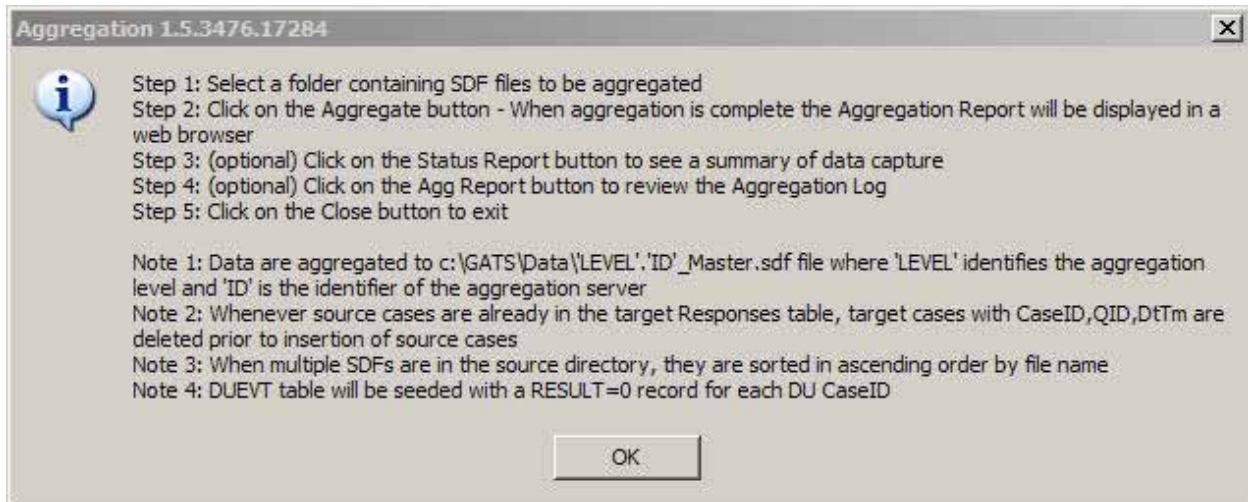 Aggregation 1.5.3476.17284
Step 1: Select a folder containing SDF files to be aggregated
Step 2: Click on the Aggregate button - When aggregation is complete the Aggregation Report will be displayed in a
web browser
Step 3: (optional) Click on the Status Report button to see a summary of data capture
Step 4: (optional) Click on the Agg Report button to review the Aggregation Log
Step 5: Click on the Close button to exit
Note 1: Data are aggregated to c:\GATS\Data\'LEVEL'.'ID'_Master.sdf file where 'LEVEL' identifies the aggregation
level and 'ID' is the identifier of the aggregation server
Note 2: Whenever source cases are already in the target Responses table, target cases with CaseID,QID,DtTm are
deleted prior to insertion of source cases
Note 3: When multiple SDFs are in the source directory, they are sorted in ascending order by file name
Note 4: DUEVT table will be seeded with a RESULT=0 record for each DU CaseID
OK